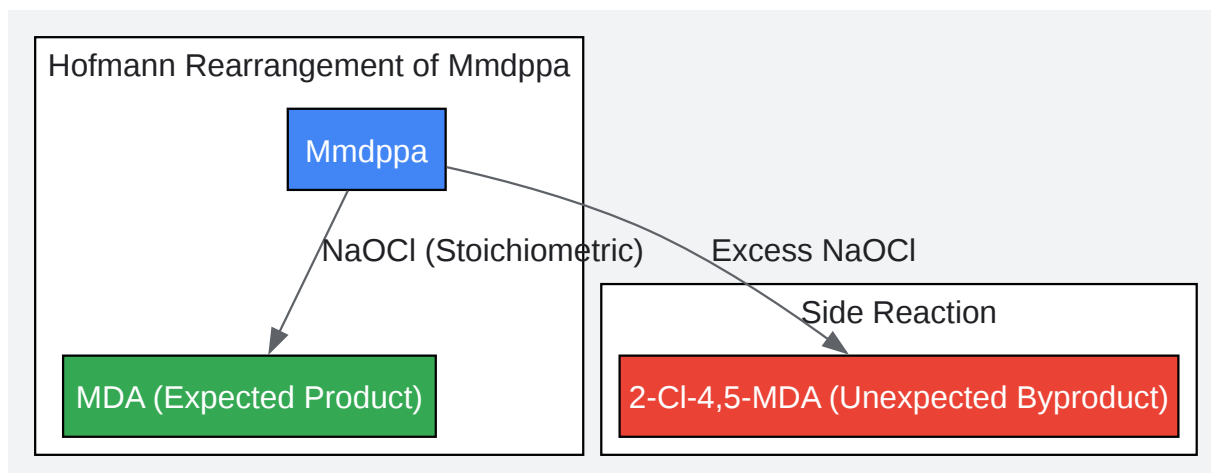 Hofmann Rearrangement of Mmdppa
Mmdppa
NaOCl (Stoichiometric)
Excess NaOCl
Side Reaction
MDA (Expected Product)
2-Cl-4,5-MDA (Unexpected Byproduct)